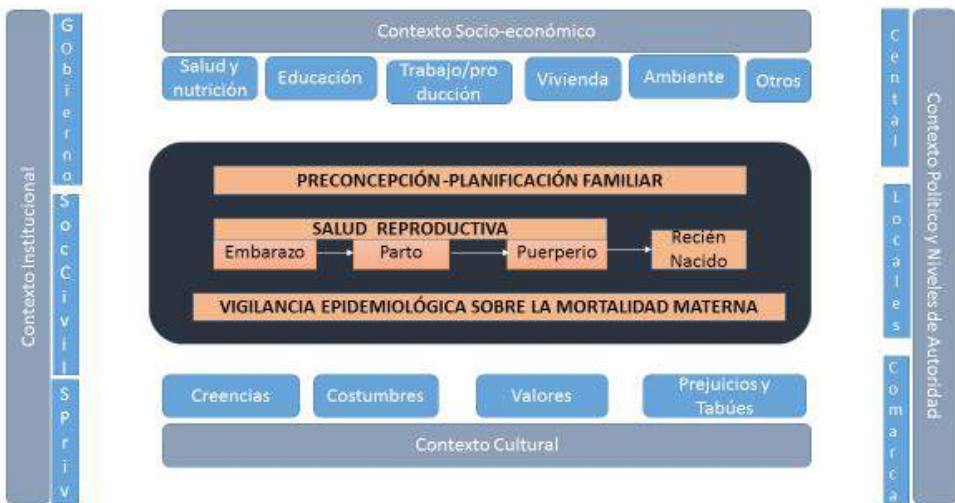 Contexto Institucional
Gobierno
SocCivil
SPriv
Contexto Socio-económico
Salud y
nutrición
Educación
Trabajo/pro
ducción
Vivienda
Ambiente
Otros
PRECONCEPCIÓN -PLANIFICACIÓN FAMILIAR
SALUD REPRODUCTIVA
Embarazo
Parto
Puerperio
Recién
Nacido
VIGILANCIA EPIDEMIOLÓGICA SOBRE LA MORTALIDAD MATERNA
Creencias
Costumbres
Valores
Prejuicios y
Tabúes
Contexto Cultural
Cental
Locales
Comarca
Contexto Político y Niveles de Autoridad